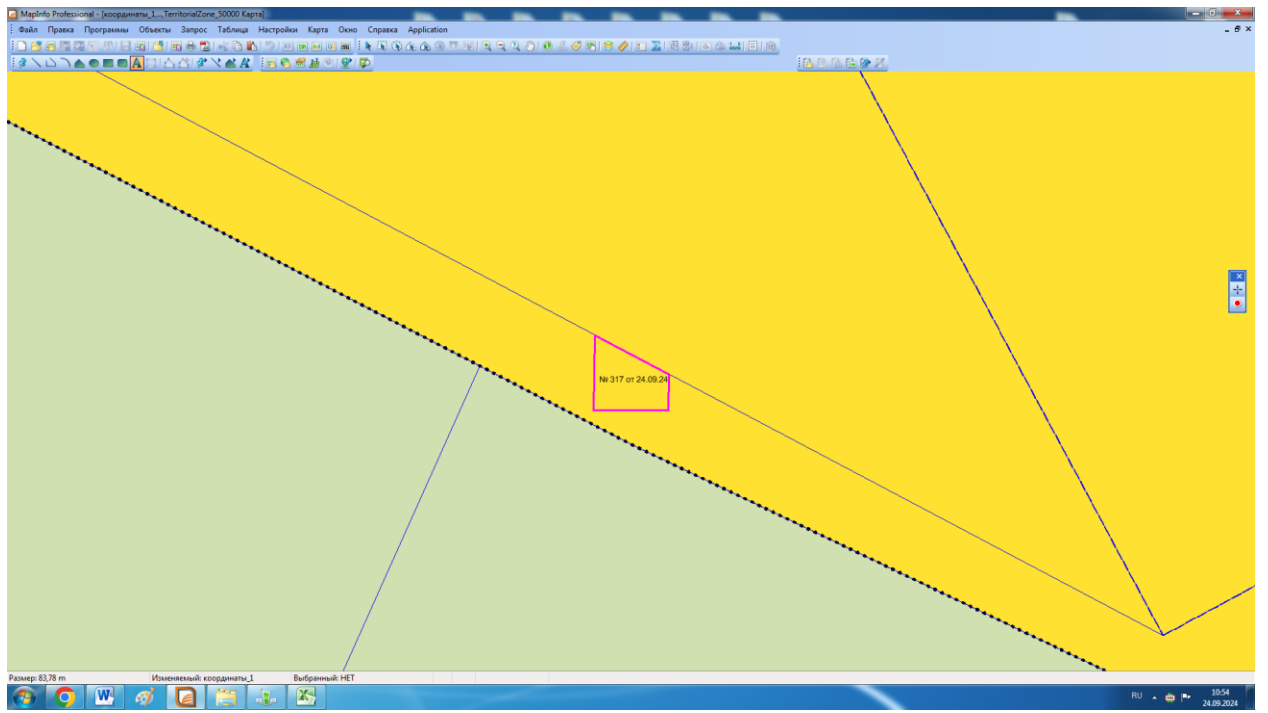 MapInfo Professional - [координаты_1,...,TerritorialZone_50000 Карта]
Файл Правка Программы Объекты Запрос Таблица Настройки Карта Окно Справка Application
№ 317 от 24.09.24
Размер: 83,78 m Изменяемый: координаты_1 Выбранный: НЕТ
RU 10:54
24.09.2024